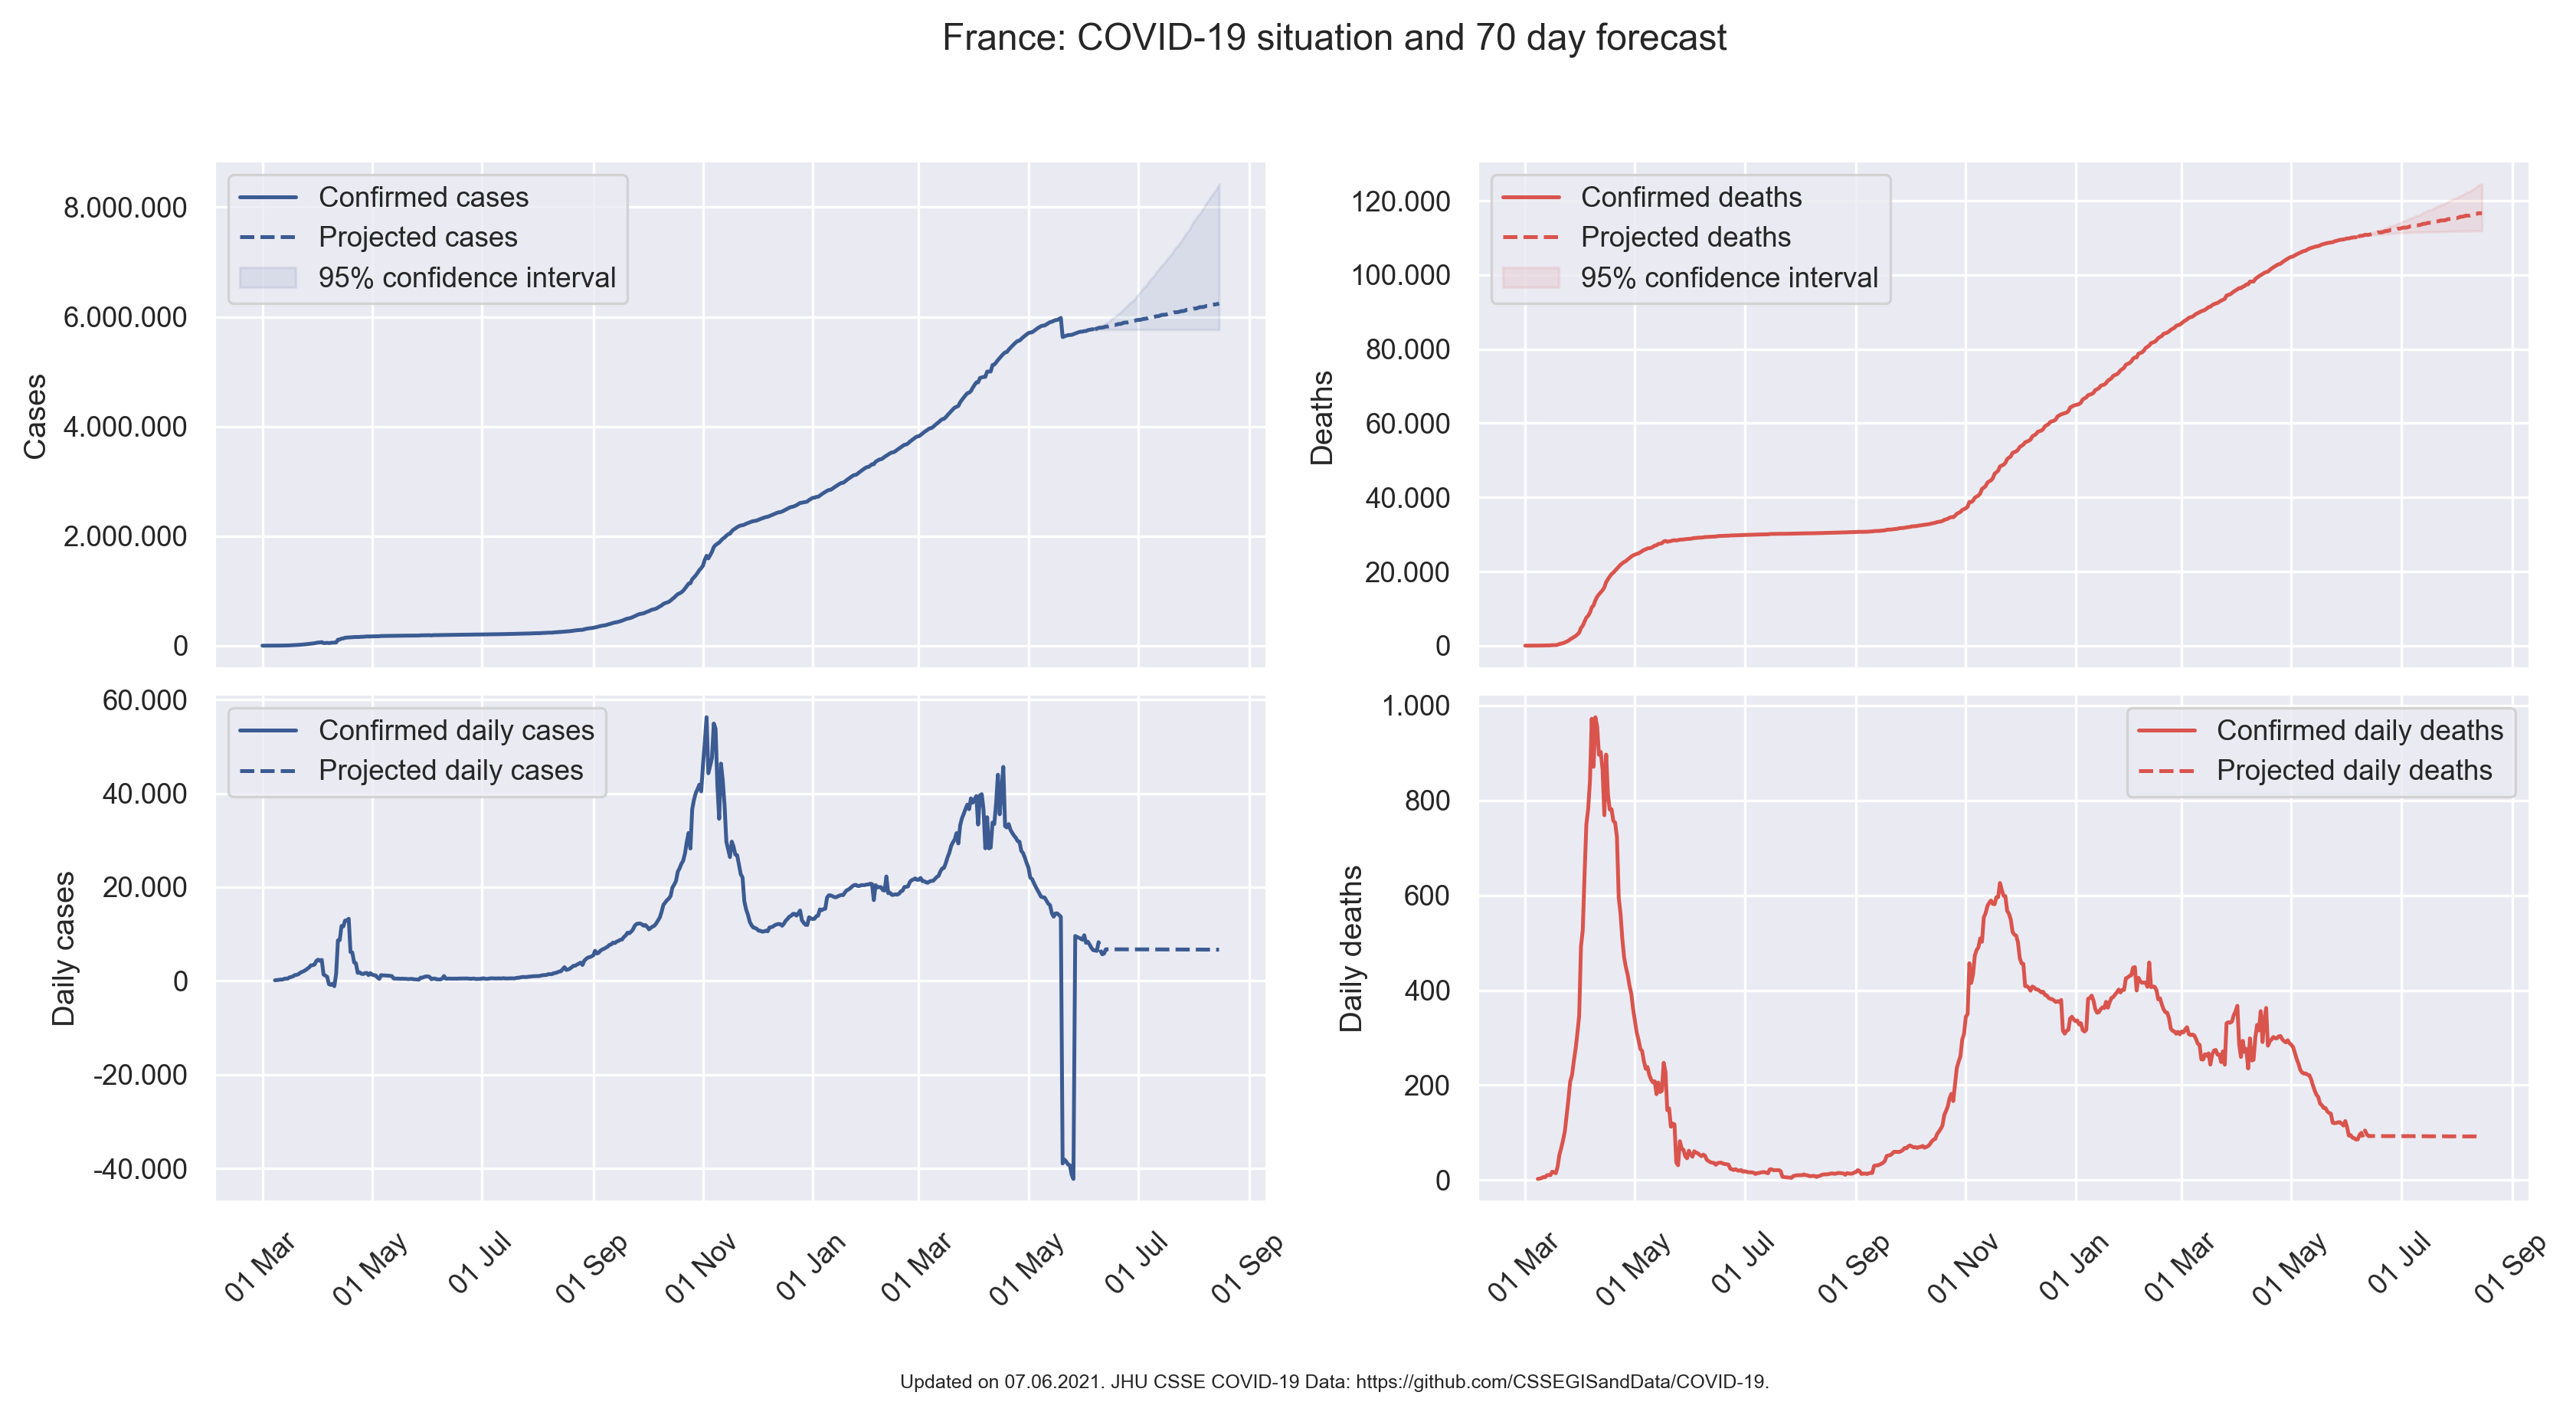 France: COVID-19 situation and 70 day forecast
Confirmed cases
Projected cases
95% confidence interval
8.000.000
6.000.000
4.000.000
2.000.000
0
Cases
Confirmed deaths
Projected deaths
95% confidence interval
120.000
100.000
80.000
60.000
40.000
20.000
0
Deaths
Confirmed daily cases
Projected daily cases
60.000
40.000
20.000
0
-20.000
-40.000
Daily cases
01 Mar
01 May
01 Jul
01 Sep
01 Nov
01 Jan
01 Mar
01 May
01 Jul
01 Sep
Confirmed daily deaths
Projected daily deaths
1.000
800
600
400
200
0
Daily deaths
01 Mar
01 May
01 Jul
01 Sep
01 Nov
01 Jan
01 Mar
01 May
01 Jul
01 Sep
Updated on 07.06.2021. JHU CSSE COVID-19 Data: https://github.com/CSSEGISandData/COVID-19.